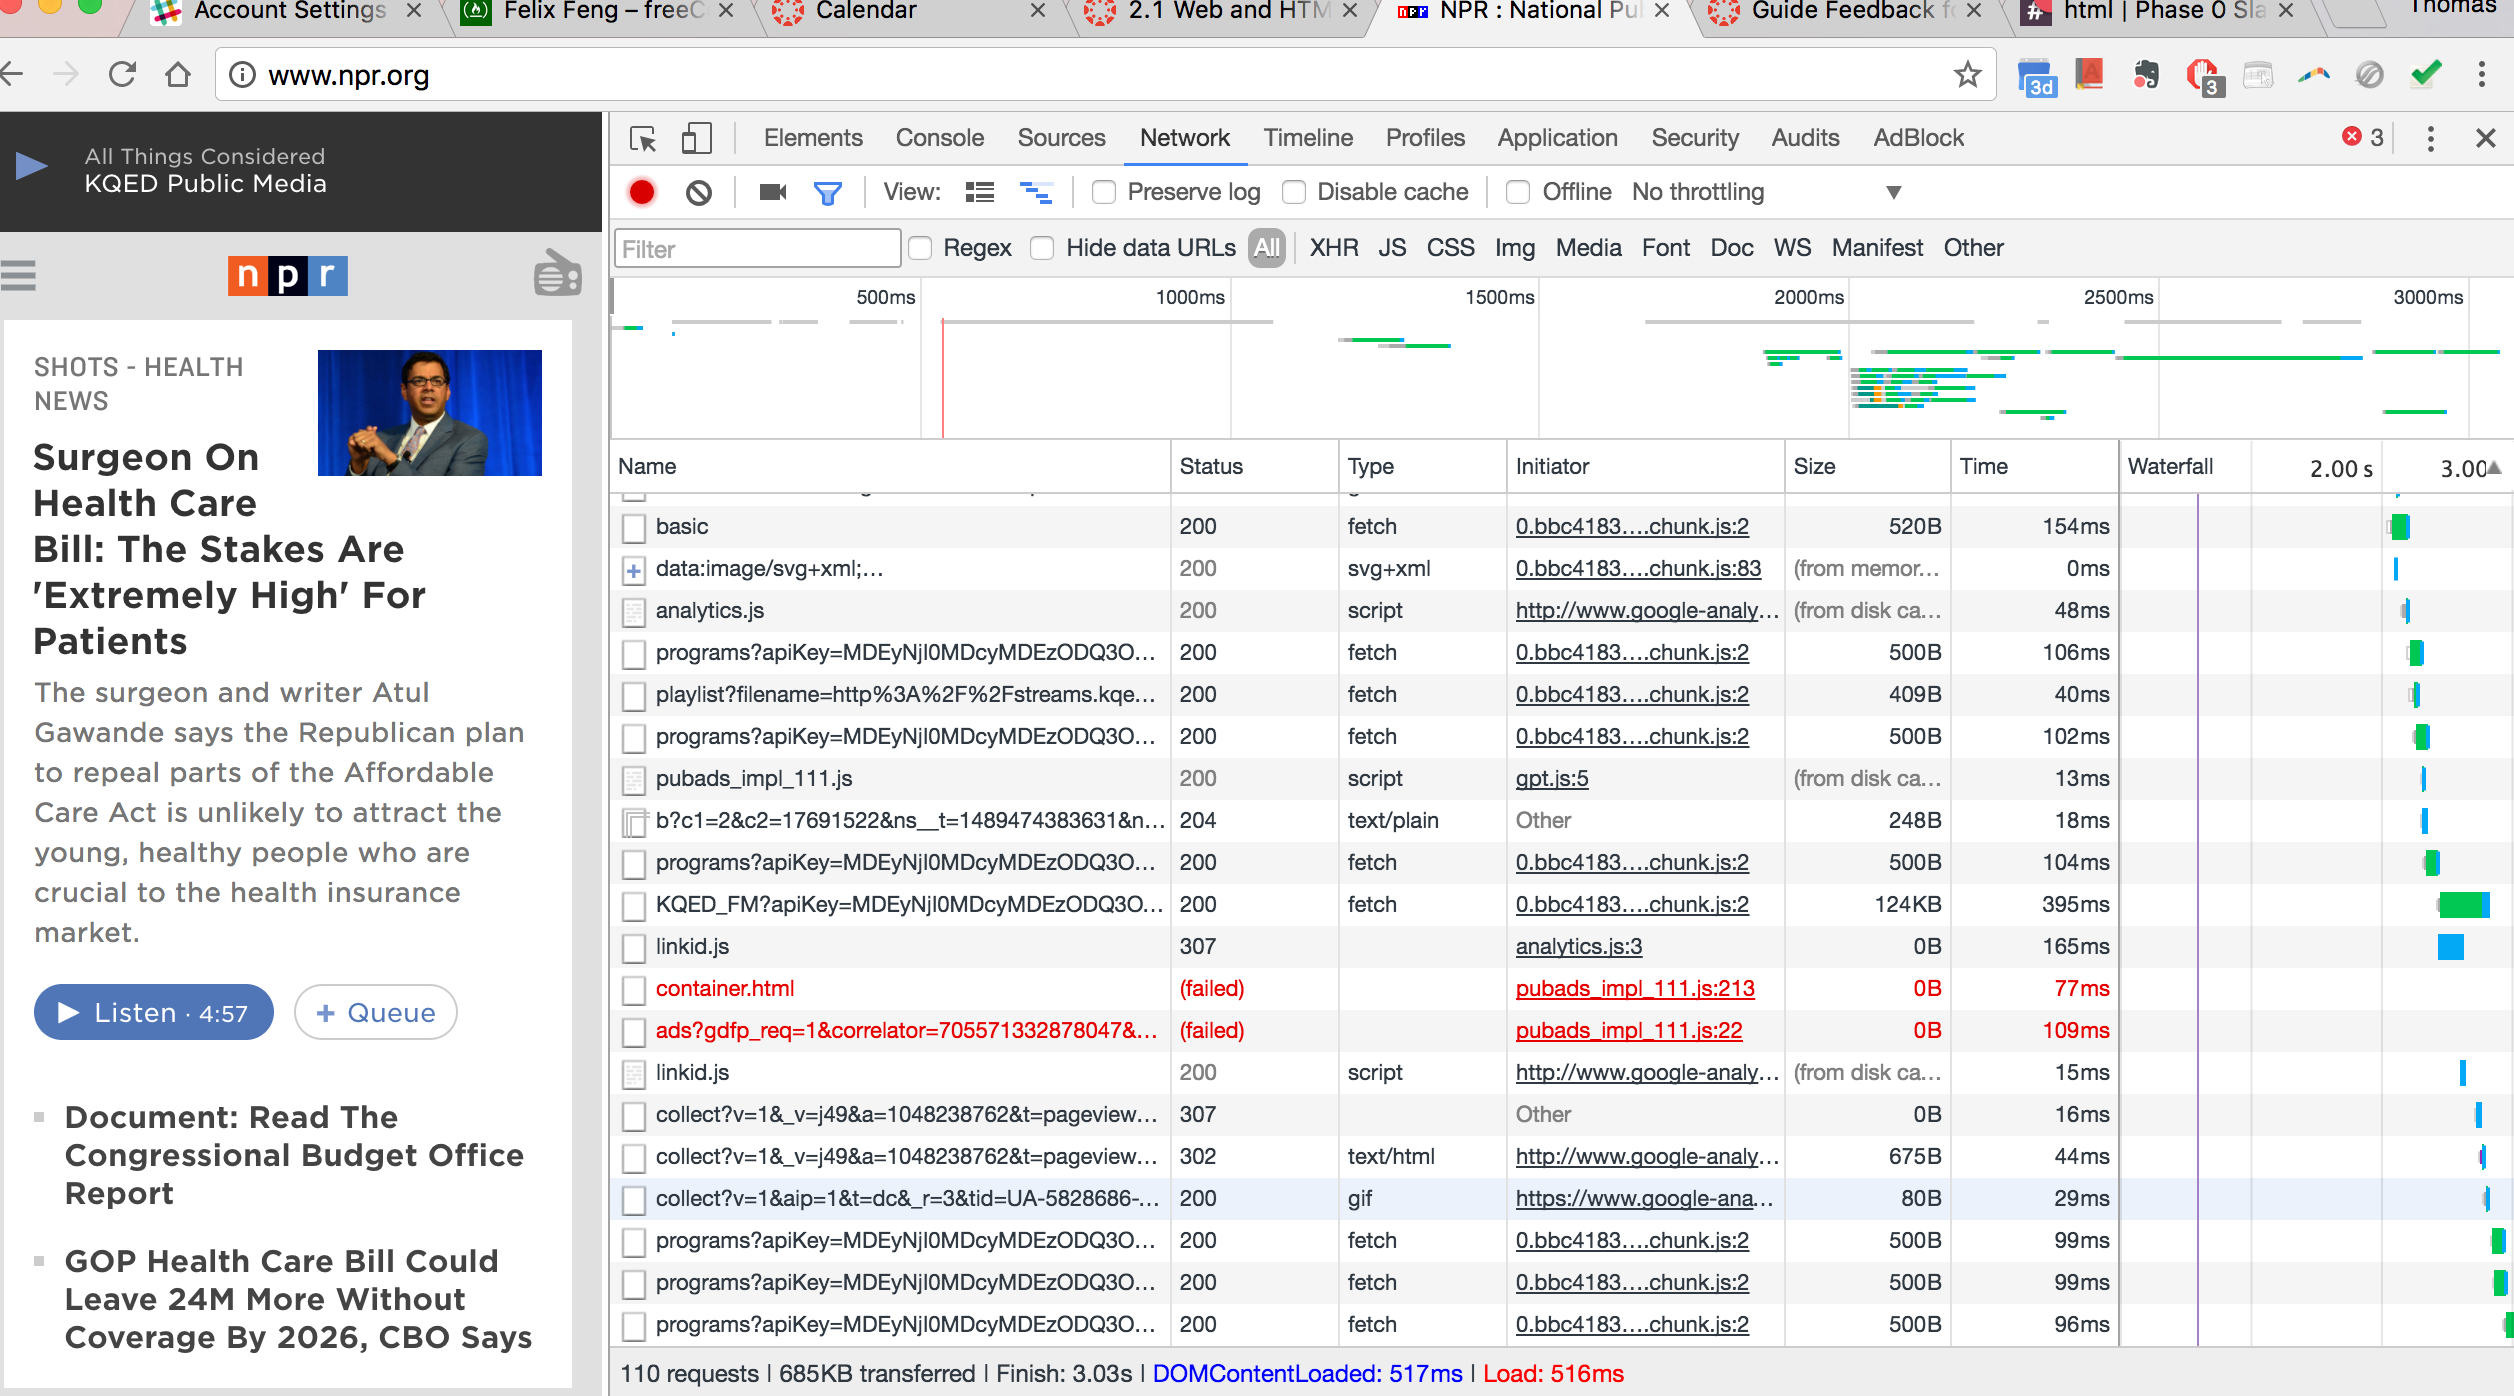 Account Settings
Felix Feng – freeC
Calendar
2.1 Web and HTM
NPR : National Pub
Guide Feedback fo
html | Phase 0 Sla
Thomas
www.npr.org
3d
3
All Things Considered
KQED Public Media
npr
SHOTS - HEALTH
NEWS
Surgeon On
Health Care
Bill: The Stakes Are
'Extremely High' For
Patients
The surgeon and writer Atul
Gawande says the Republican plan
to repeal parts of the Affordable
Care Act is unlikely to attract the
young, healthy people who are
crucial to the health insurance
market.
Listen · 4:57
+ Queue
Document: Read The
Congressional Budget Office
Report
GOP Health Care Bill Could
Leave 24M More Without
Coverage By 2026, CBO Says
Elements Console Sources Network Timeline Profiles Application Security Audits AdBlock 3
View: Preserve log Disable cache Offline No throttling
Filter Regex Hide data URLs All XHR JS CSS Img Media Font Doc WS Manifest Other
500ms 1000ms 1500ms 2000ms 2500ms 3000ms
Name Status Type Initiator Size Time Waterfall 2.00 s 3.00
basic 200 fetch 0.bbc4183….chunk.js:2 520B 154ms
data:image/svg+xml;… 200 svg+xml 0.bbc4183….chunk.js:83 (from memor… 0ms
analytics.js 200 script http://www.google-analy… (from disk ca… 48ms
programs?apiKey=MDEyNjI0MDcyMDEzODQ3O… 200 fetch 0.bbc4183….chunk.js:2 500B 106ms
playlist?filename=http%3A%2F%2Fstreams.kqe… 200 fetch 0.bbc4183….chunk.js:2 409B 40ms
programs?apiKey=MDEyNjI0MDcyMDEzODQ3O… 200 fetch 0.bbc4183….chunk.js:2 500B 102ms
pubads_impl_111.js 200 script gpt.js:5 (from disk ca… 13ms
b?c1=2&c2=17691522&ns__t=1489474383631&n… 204 text/plain Other 248B 18ms
programs?apiKey=MDEyNjI0MDcyMDEzODQ3O… 200 fetch 0.bbc4183….chunk.js:2 500B 104ms
KQED_FM?apiKey=MDEyNjI0MDcyMDEzODQ3O… 200 fetch 0.bbc4183….chunk.js:2 124KB 395ms
linkid.js 307 analytics.js:3 0B 165ms
container.html (failed) pubads_impl_111.js:213 0B 77ms
ads?gdfp_req=1&correlator=705571332878047&… (failed) pubads_impl_111.js:22 0B 109ms
linkid.js 200 script http://www.google-analy… (from disk ca… 15ms
collect?v=1&_v=j49&a=1048238762&t=pageview… 307 Other 0B 16ms
collect?v=1&_v=j49&a=1048238762&t=pageview… 302 text/html http://www.google-analy… 675B 44ms
collect?v=1&aip=1&t=dc&_r=3&tid=UA-5828686-… 200 gif https://www.google-ana… 80B 29ms
programs?apiKey=MDEyNjI0MDcyMDEzODQ3O… 200 fetch 0.bbc4183….chunk.js:2 500B 99ms
programs?apiKey=MDEyNjI0MDcyMDEzODQ3O… 200 fetch 0.bbc4183….chunk.js:2 500B 99ms
programs?apiKey=MDEyNjI0MDcyMDEzODQ3O… 200 fetch 0.bbc4183….chunk.js:2 500B 96ms
110 requests | 685KB transferred | Finish: 3.03s | DOMContentLoaded: 517ms | Load: 516ms